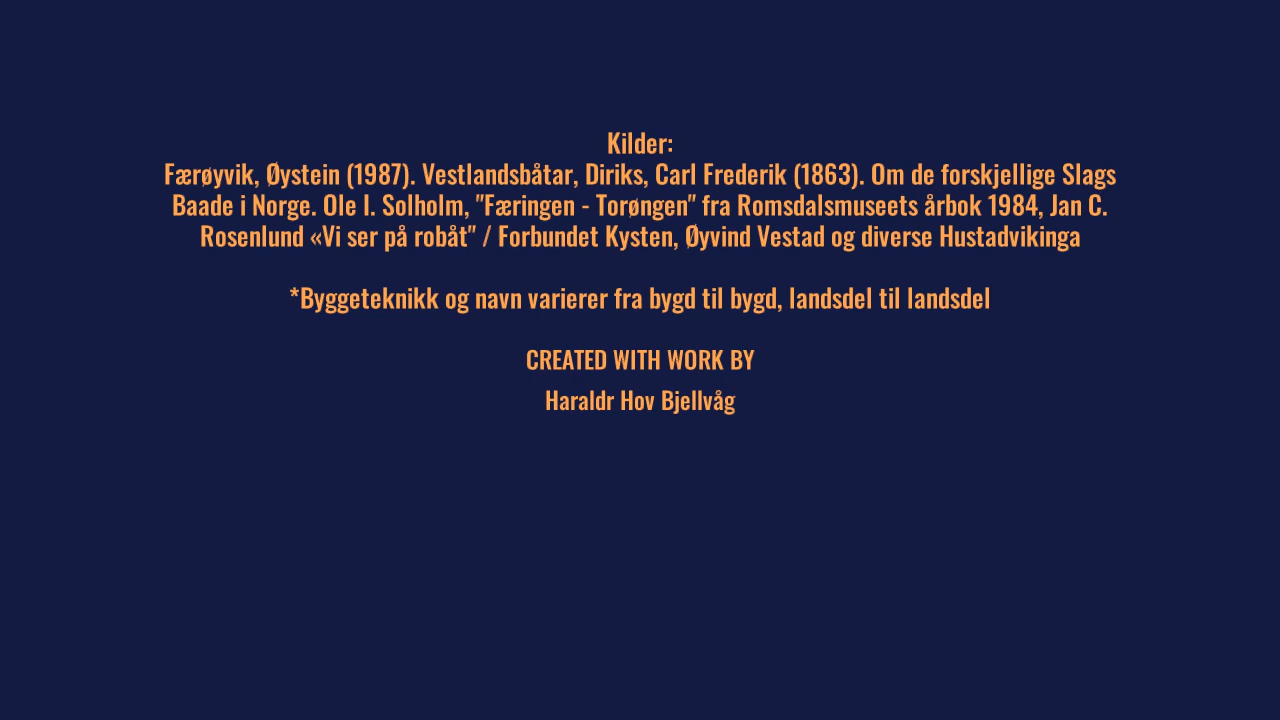 Kilder:
Færøyvik, Øystein (1987). Vestlandsbåtar, Diriks, Carl Frederik (1863). Om de forskjellige Slags
Baade i Norge. Ole I. Solholm, "Færingen - Torøngen" fra Romsdalsmuseets årbok 1984, Jan C.
Rosenlund «Vi ser på robåt" / Forbundet Kysten, Øyvind Vestad og diverse Hustadvikinga
*Byggeteknikk og navn varierer fra bygd til bygd, landsdel til landsdel
CREATED WITH WORK BY
Haraldr Hov Bjellvåg